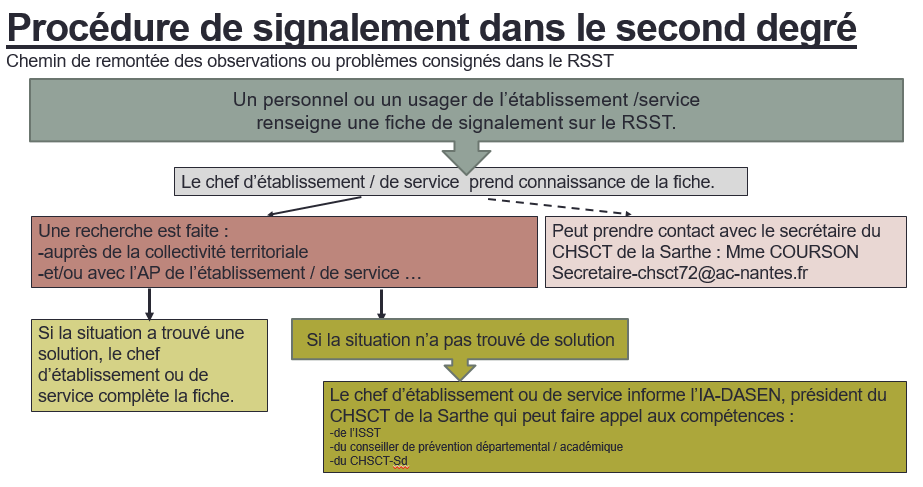 Procédure de signalement dans le second degré
Chemin de remontée des observations ou problèmes consignés dans le RSST
Un personnel ou un usager de l'établissement /service
renseigne une fiche de signalement sur le RSST.
Le chef d'établissement / de service  prend connaissance de la fiche.
Une recherche est faite :
-auprès de la collectivité territoriale
-et/ou avec l'AP de l'établissement / de service …
Peut prendre contact avec le secrétaire du
CHSCT de la Sarthe : Mme COURSON
Secretaire-chsct72@ac-nantes.fr
Si la situation a trouvé une
solution, le chef
d'établissement ou de
service complète la fiche.
Si la situation n'a pas trouvé de solution
Le chef d'établissement ou de service informe l'IA-DASEN, président du
CHSCT de la Sarthe qui peut faire appel aux compétences :
-de l'ISST
-du conseiller de prévention départemental / académique
-du CHSCT-Sd